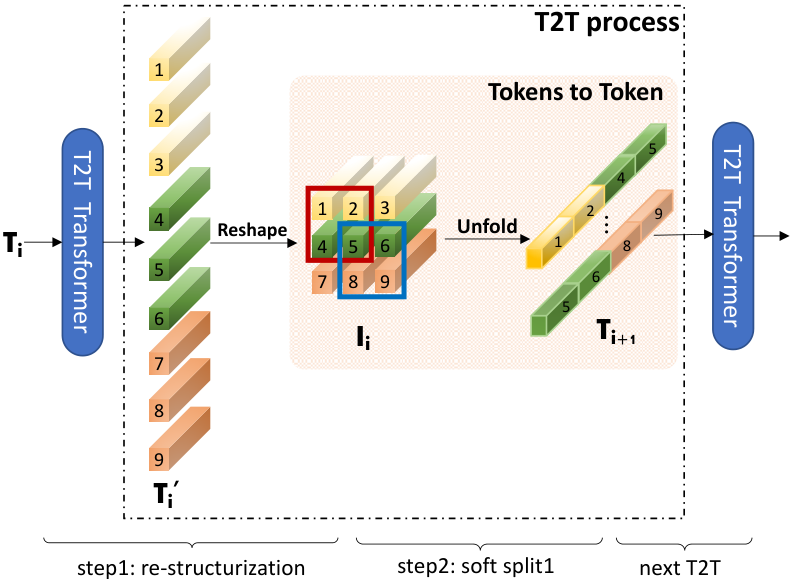 T2T process
Tokens to Token
T2T Transformer
T2T Transformer
Ti
1
2
3
4
5
6
7
8
9
Ti′
Reshape
1 2 3
4 5 6
7 8 9
Ii
Unfold
1 2 4 5
⋮
5 6 8 9
Ti+1
step1: re-structurization
step2: soft split1
next T2T